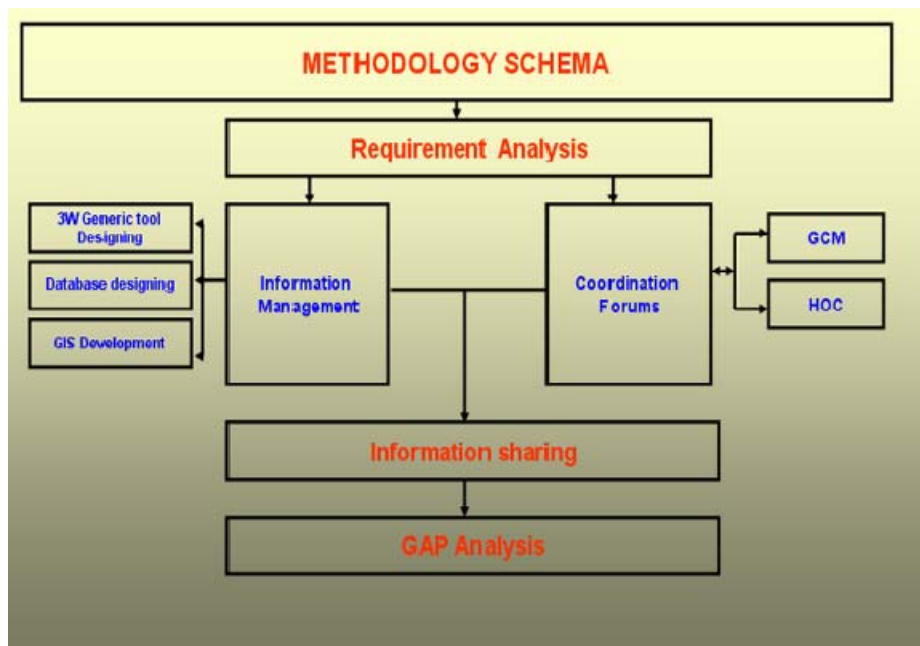 METHODOLOGY SCHEMA
Requirement Analysis
3W Generic tool
Designing
Database designing
GIS Development
Information
Management
Coordination
Forums
GCM
HOC
Information sharing
GAP Analysis